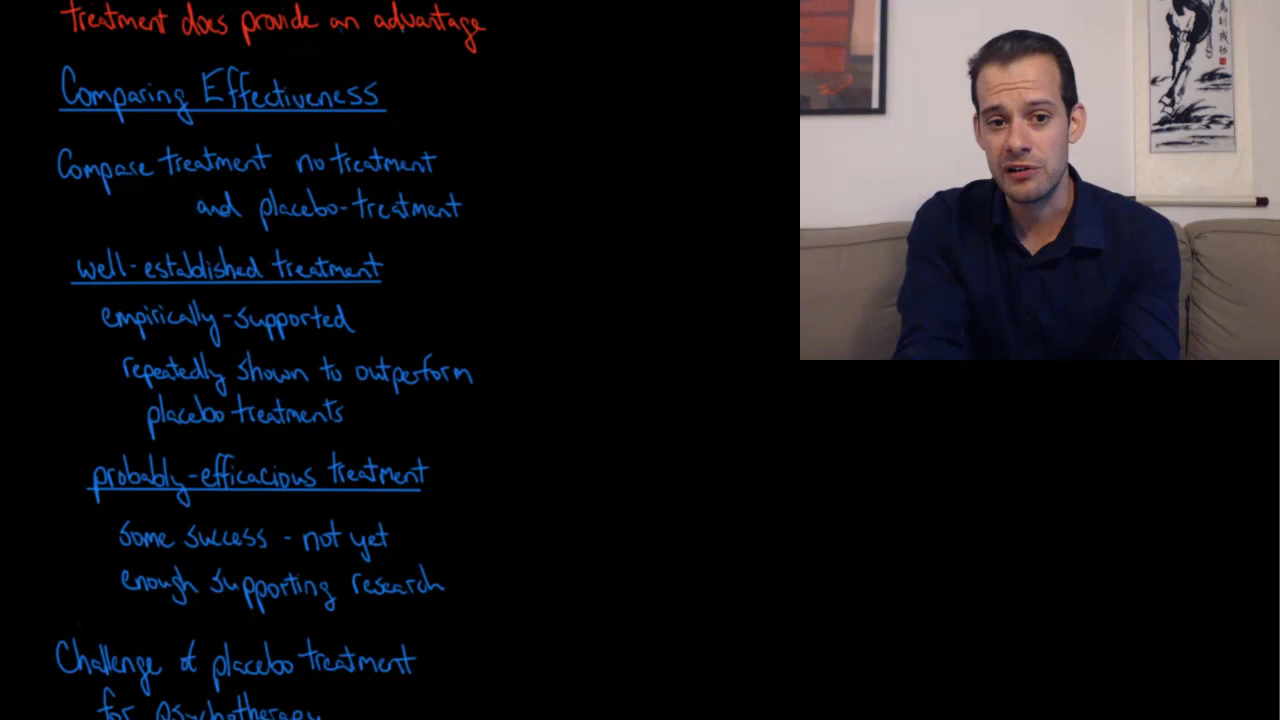 treatment does provide an advantage
Comparing Effectiveness
Compare treatment no treatment
and placebo-treatment
well-established treatment
empirically-supported
repeatedly shown to outperform
placebo treatments
probably-efficacious treatment
some success - not yet
enough supporting research
Challenge of placebo treatment
for psychotherapy